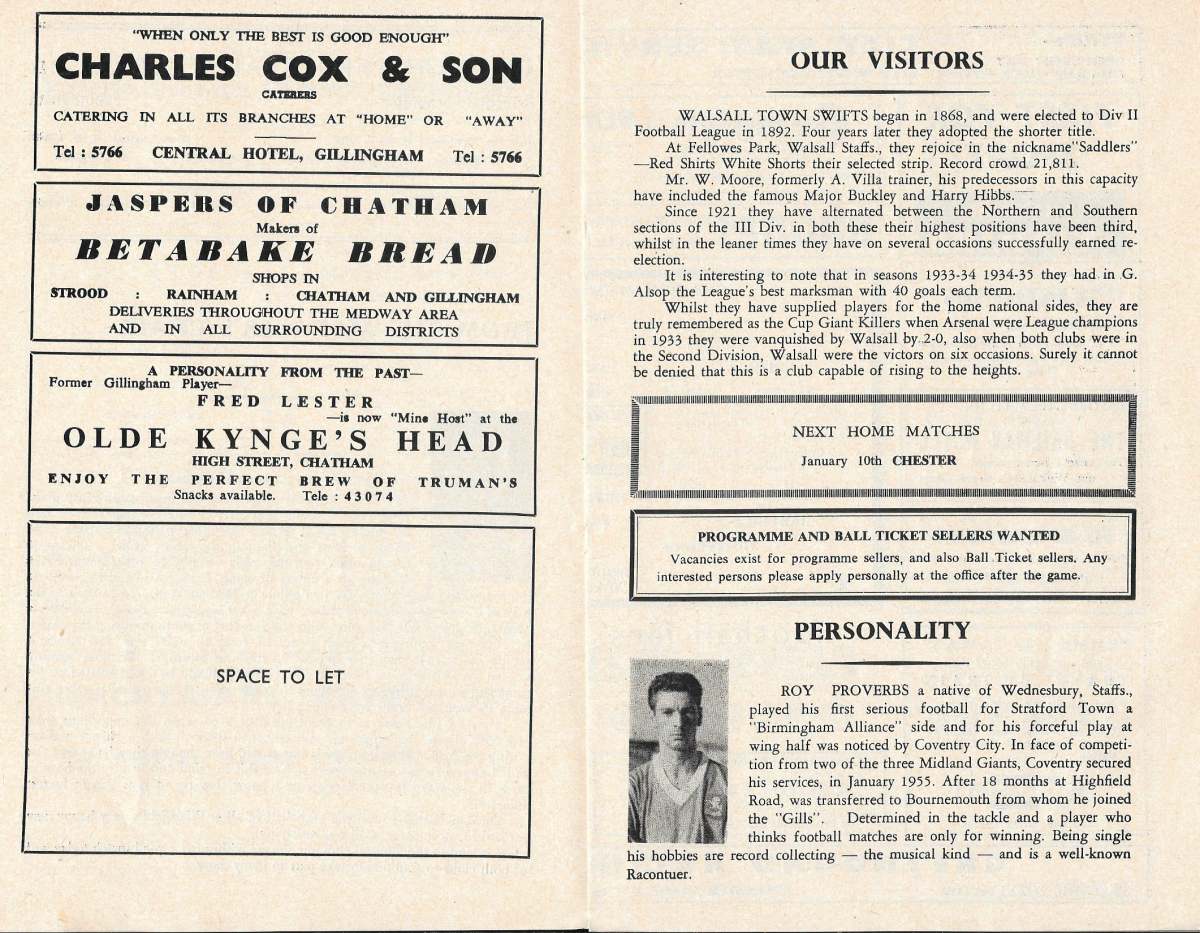 "WHEN ONLY THE BEST IS GOOD ENOUGH"
CHARLES COX & SON
CATERERS
CATERING IN ALL ITS BRANCHES AT "HOME" OR "AWAY"
Tel : 5766 CENTRAL HOTEL, GILLINGHAM Tel : 5766
JASPERS OF CHATHAM
Makers of
BETABAKE BREAD
SHOPS IN
STROOD : RAINHAM : CHATHAM AND GILLINGHAM
DELIVERIES THROUGHOUT THE MEDWAY AREA
AND IN ALL SURROUNDING DISTRICTS
A PERSONALITY FROM THE PAST—
Former Gillingham Player—
FRED LESTER
—is now "Mine Host" at the
OLDE KYNGE'S HEAD
HIGH STREET, CHATHAM
ENJOY THE PERFECT BREW OF TRUMAN'S
Snacks available. Tele : 43074
SPACE TO LET
OUR VISITORS
WALSALL TOWN SWIFTS began in 1868, and were elected to Div II
Football League in 1892. Four years later they adopted the shorter title.
At Fellowes Park, Walsall Staffs., they rejoice in the nickname"Saddlers"
—Red Shirts White Shorts their selected strip. Record crowd 21,811.
Mr. W. Moore, formerly A. Villa trainer, his predecessors in this capacity
have included the famous Major Buckley and Harry Hibbs.
Since 1921 they have alternated between the Northern and Southern
sections of the III Div. in both these their highest positions have been third,
whilst in the leaner times they have on several occasions successfully earned re-
election.
It is interesting to note that in seasons 1933-34 1934-35 they had in G.
Alsop the League's best marksman with 40 goals each term.
Whilst they have supplied players for the home national sides, they are
truly remembered as the Cup Giant Killers when Arsenal were League champions
in 1933 they were vanquished by Walsall by 2-0, also when both clubs were in
the Second Division, Walsall were the victors on six occasions. Surely it cannot
be denied that this is a club capable of rising to the heights.
NEXT HOME MATCHES
January 10th CHESTER
PROGRAMME AND BALL TICKET SELLERS WANTED
Vacancies exist for programme sellers, and also Ball Ticket sellers. Any
interested persons please apply personally at the office after the game.
PERSONALITY
ROY PROVERBS a native of Wednesbury, Staffs.,
played his first serious football for Stratford Town a
"Birmingham Alliance" side and for his forceful play at
wing half was noticed by Coventry City. In face of competi-
tion from two of the three Midland Giants, Coventry secured
his services, in January 1955. After 18 months at Highfield
Road, was transferred to Bournemouth from whom he joined
the "Gills". Determined in the tackle and a player who
thinks football matches are only for winning. Being single
his hobbies are record collecting — the musical kind — and is a well-known
Racontuer.